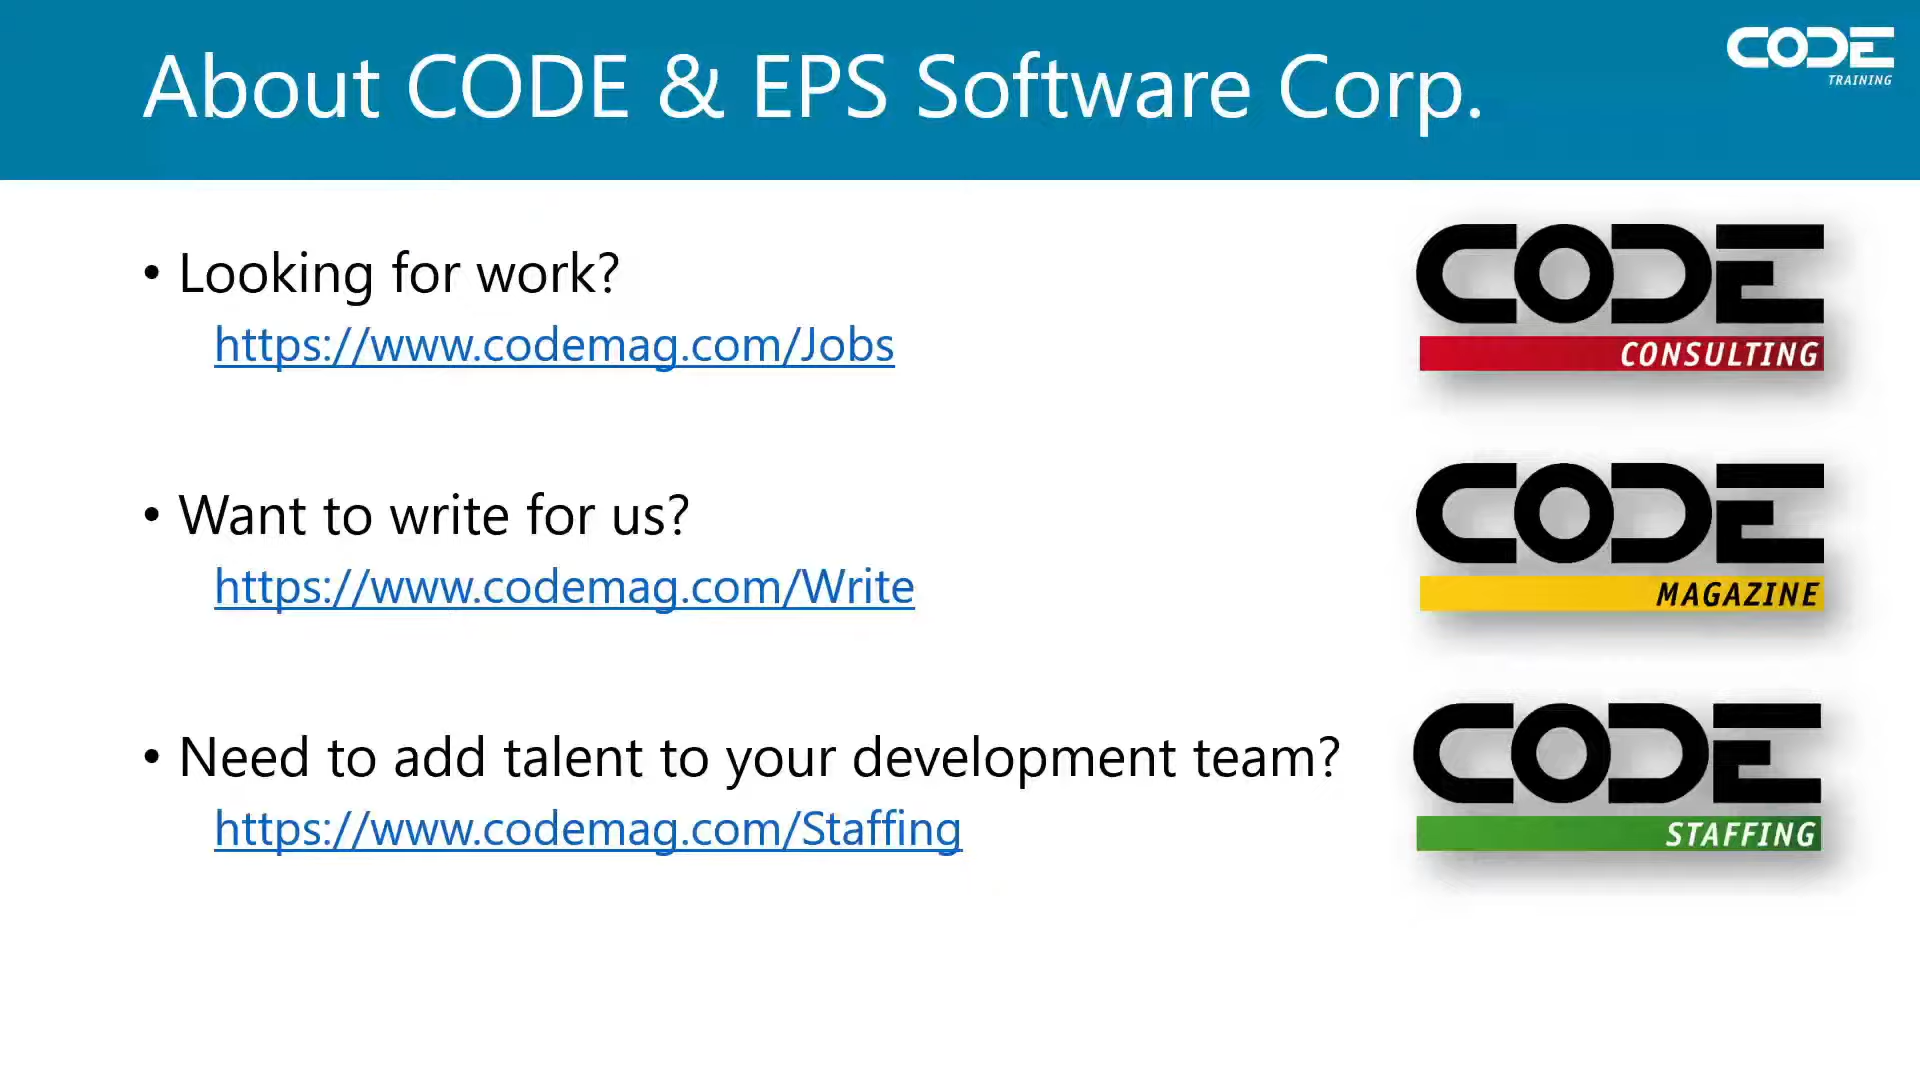 About CODE & EPS Software Corp.
CODE
TRAINING
• Looking for work?
https://www.codemag.com/Jobs
CODE
CONSULTING
• Want to write for us?
https://www.codemag.com/Write
CODE
MAGAZINE
• Need to add talent to your development team?
https://www.codemag.com/Staffing
CODE
STAFFING